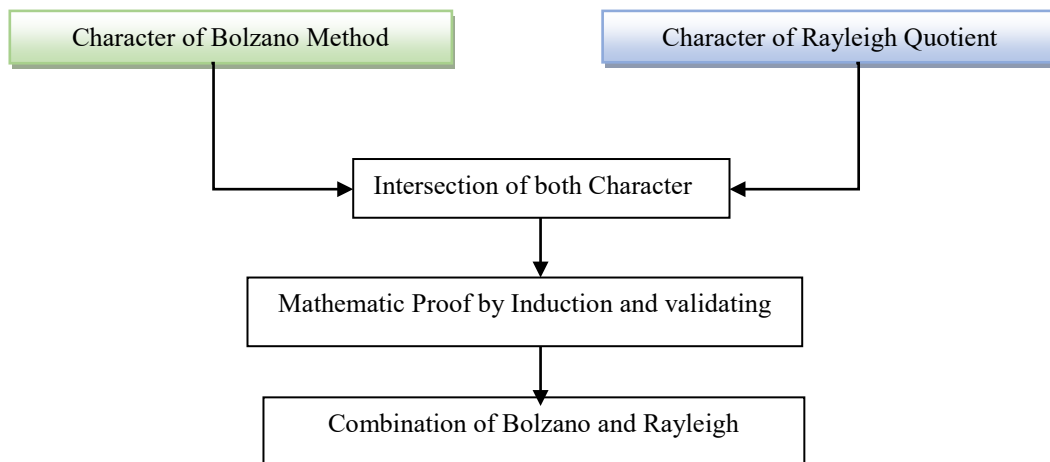 Character of Bolzano Method
Character of Rayleigh Quotient
Intersection of both Character
Mathematic Proof by Induction and validating
Combination of Bolzano and Rayleigh